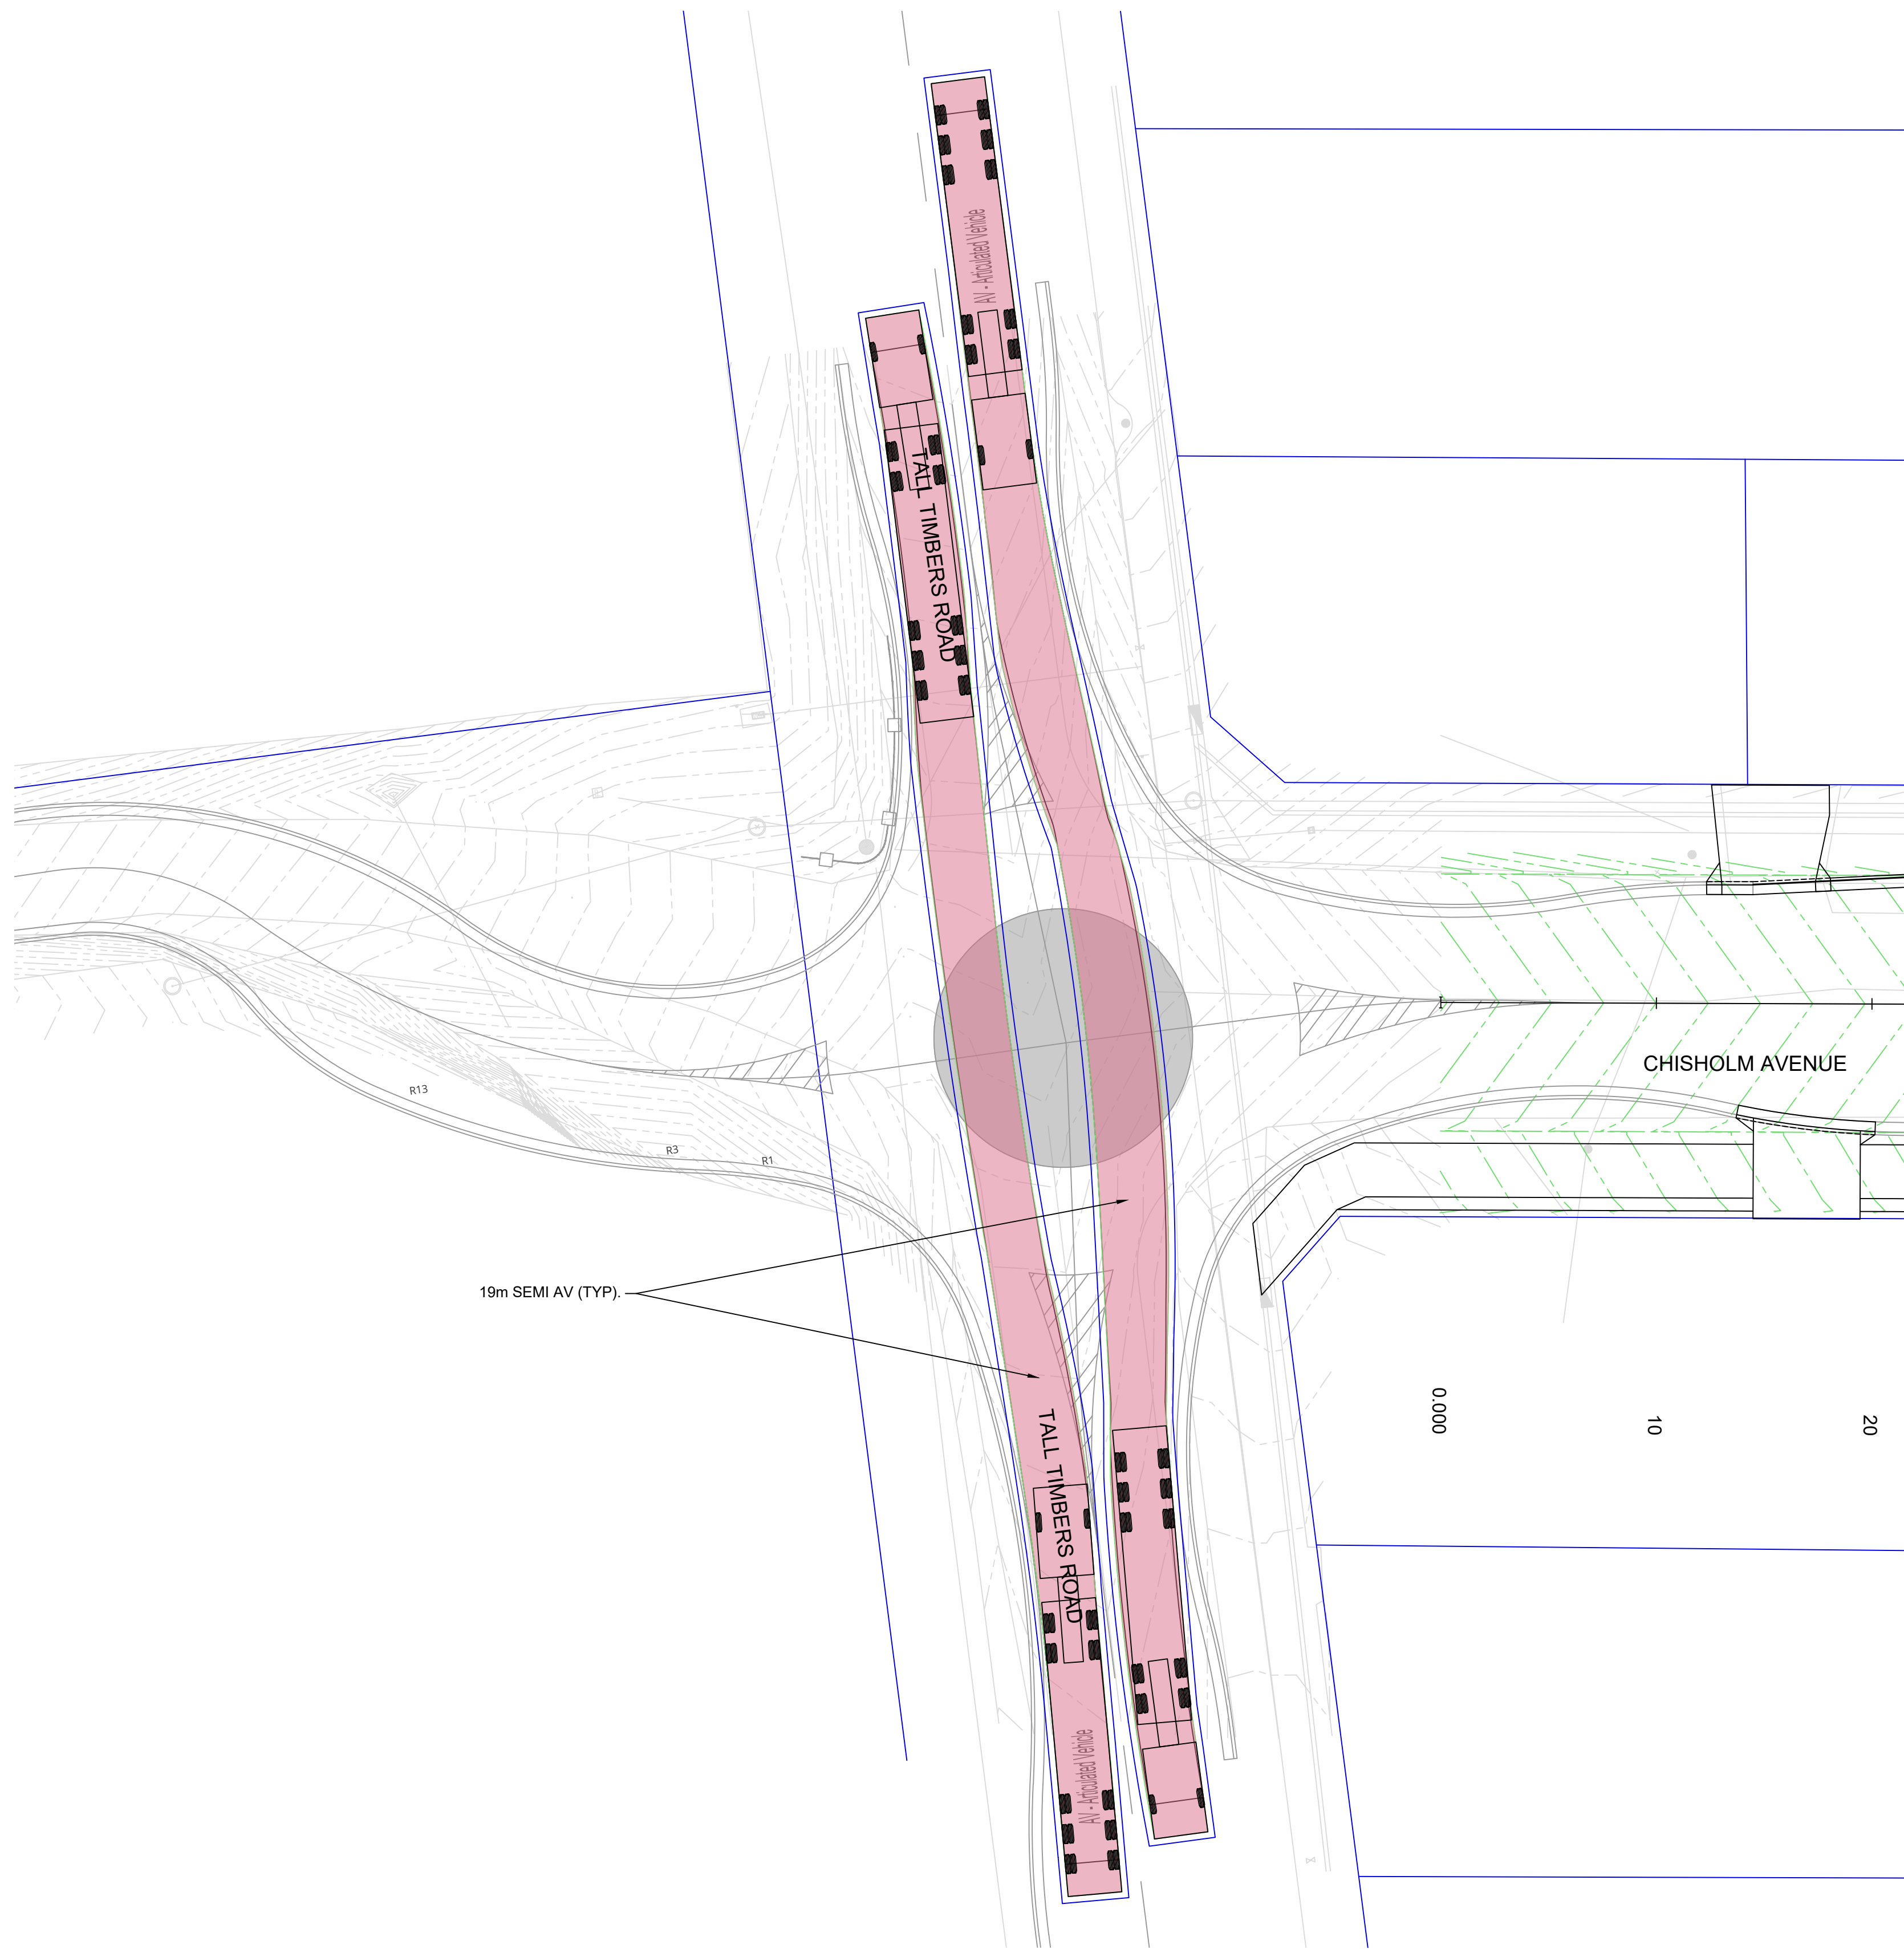 AV - Articulated Vehicle
TALL TIMBERS ROAD
CHISHOLM AVENUE
R13
R3
R1
19m SEMI AV (TYP).
0.000
10
20
TALL TIMBERS ROAD
AV - Articulated Vehicle